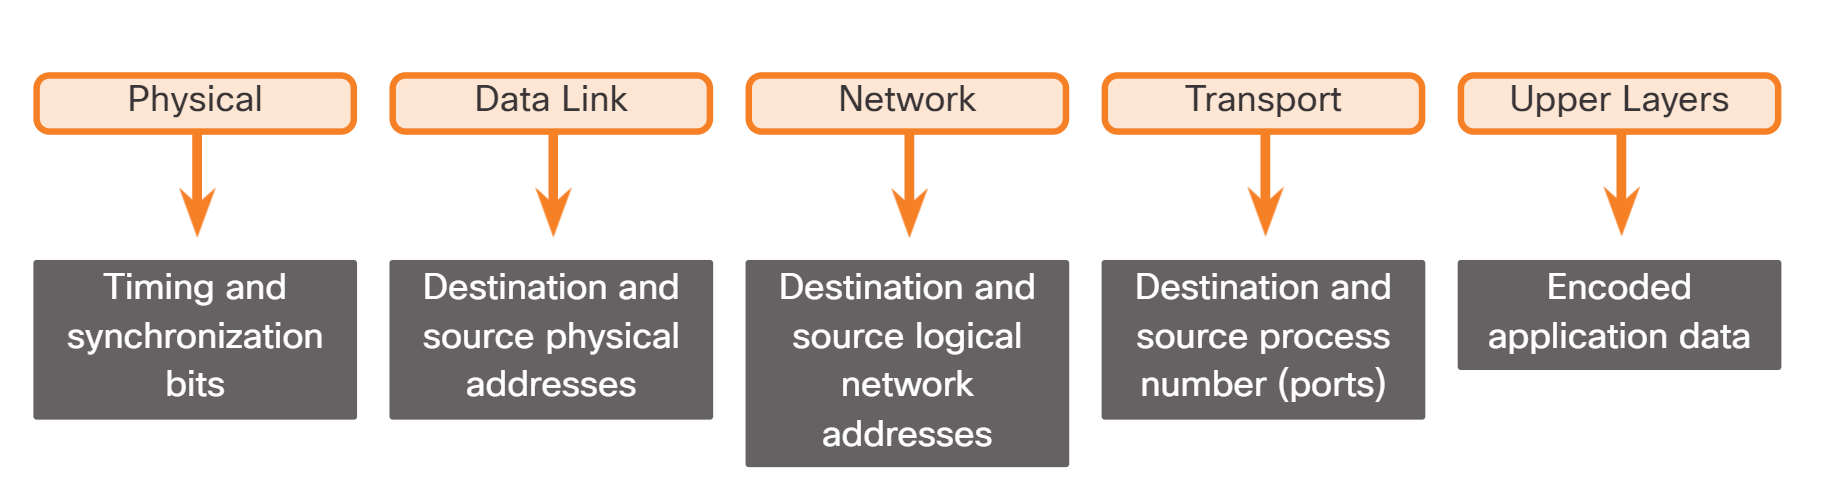 Physical
Data Link
Network
Transport
Upper Layers
Timing and
synchronization
bits
Destination and
source physical
addresses
Destination and
source logical
network
addresses
Destination and
source process
number (ports)
Encoded
application data